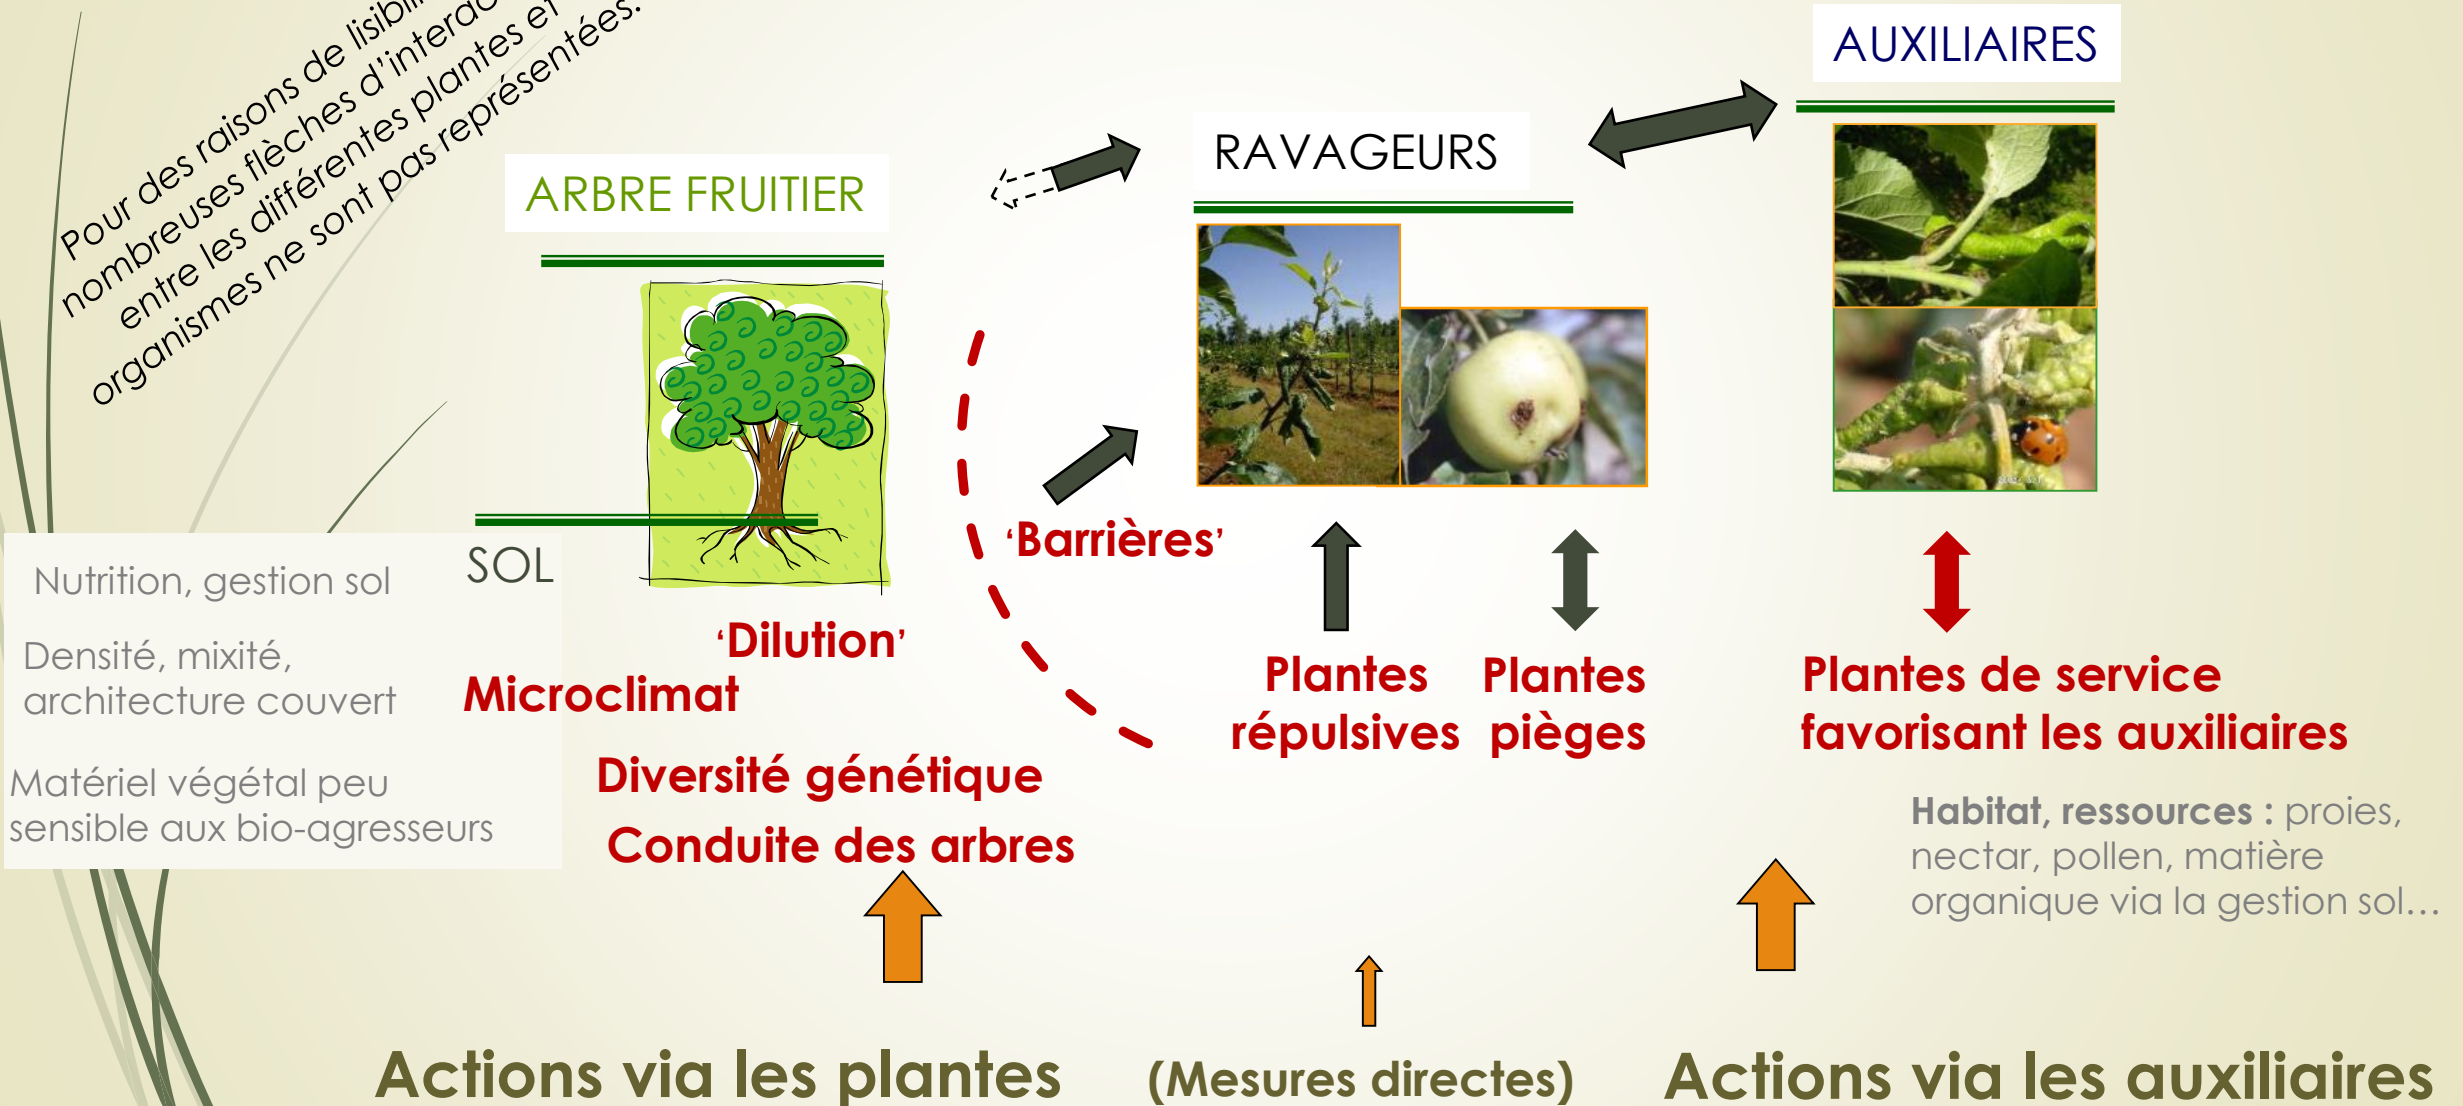 Pour des raisons de
nombreuses flèches
entre les différentes plantes et
organismes ne sont pas représentées.
AUXILIAIRES
RAVAGEURS
ARBRE FRUITIER
SOL
Nutrition, gestion sol
Densité, mixité,
architecture couvert
Matériel végétal peu
sensible aux bio-agresseurs
‘Barrières’
‘Dilution’
Microclimat
Diversité génétique
Conduite des arbres
Plantes
répulsives
Plantes
pièges
Plantes de service
favorisant les auxiliaires
Habitat, ressources : proies,
nectar, pollen, matière
organique via la gestion sol…
Actions via les plantes
(Mesures directes)
Actions via les auxiliaires